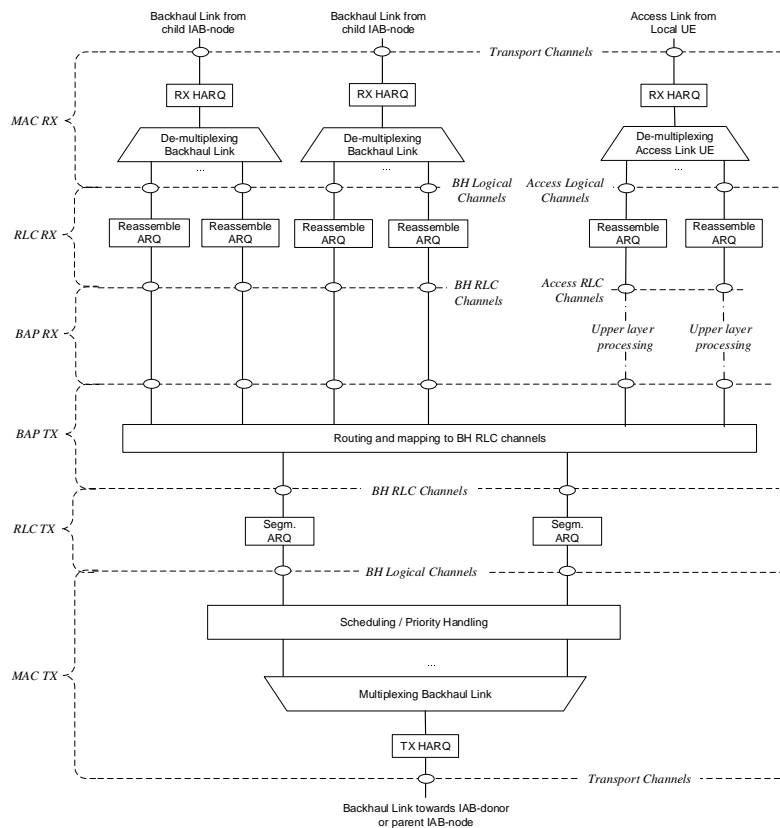 Backhaul Link from
child IAB-node
Backhaul Link from
child IAB-node
Access Link from
Local UE
Transport Channels
RX HARQ
RX HARQ
RX HARQ
MAC RX
De-multiplexing
Backhaul Link
De-multiplexing
Backhaul Link
De-multiplexing
Access Link UE
...
...
...
BH Logical
Channels
Access Logical
Channels
RLC RX
Reassemble
ARQ
Reassemble
ARQ
Reassemble
ARQ
Reassemble
ARQ
Reassemble
ARQ
Reassemble
ARQ
BH RLC
Channels
Access RLC
Channels
BAP RX
Upper layer
processing
Upper layer
processing
BAP TX
Routing and mapping to BH RLC channels
BH RLC Channels
RLC TX
Segm.
ARQ
Segm.
ARQ
BH Logical Channels
Scheduling / Priority Handling
...
MAC TX
Multiplexing Backhaul Link
TX HARQ
Transport Channels
Backhaul Link towards IAB-donor
or parent IAB-node